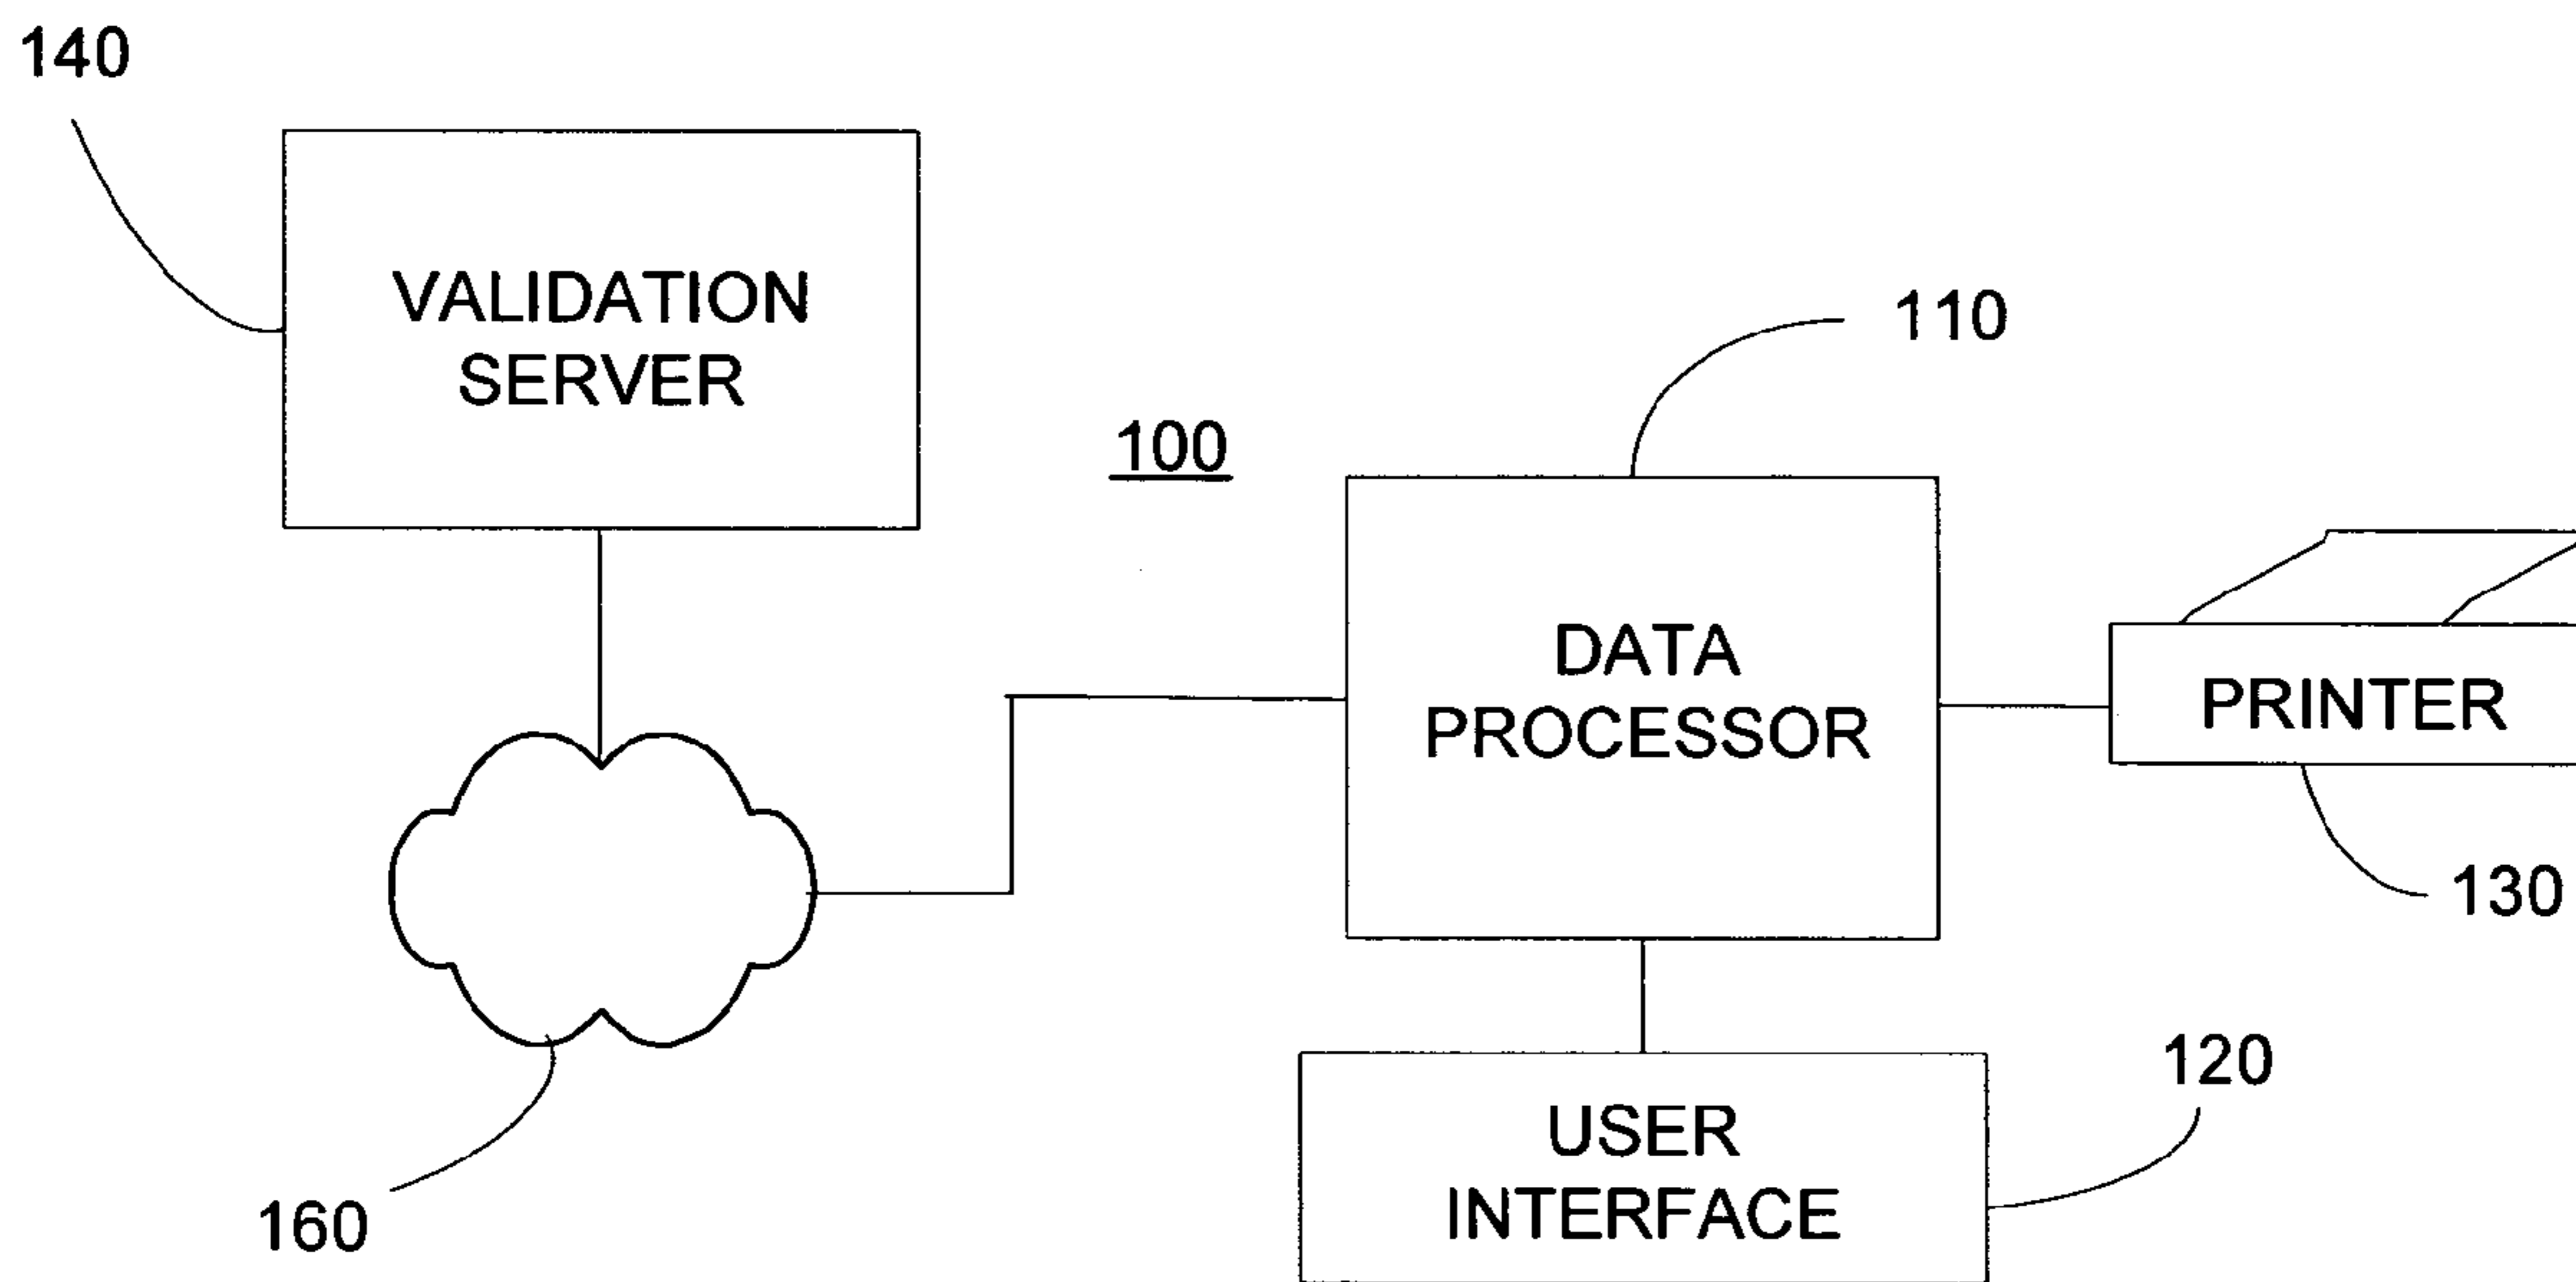 140
VALIDATION
SERVER
110
100
DATA
PROCESSOR
PRINTER
130
120
USER
INTERFACE
160